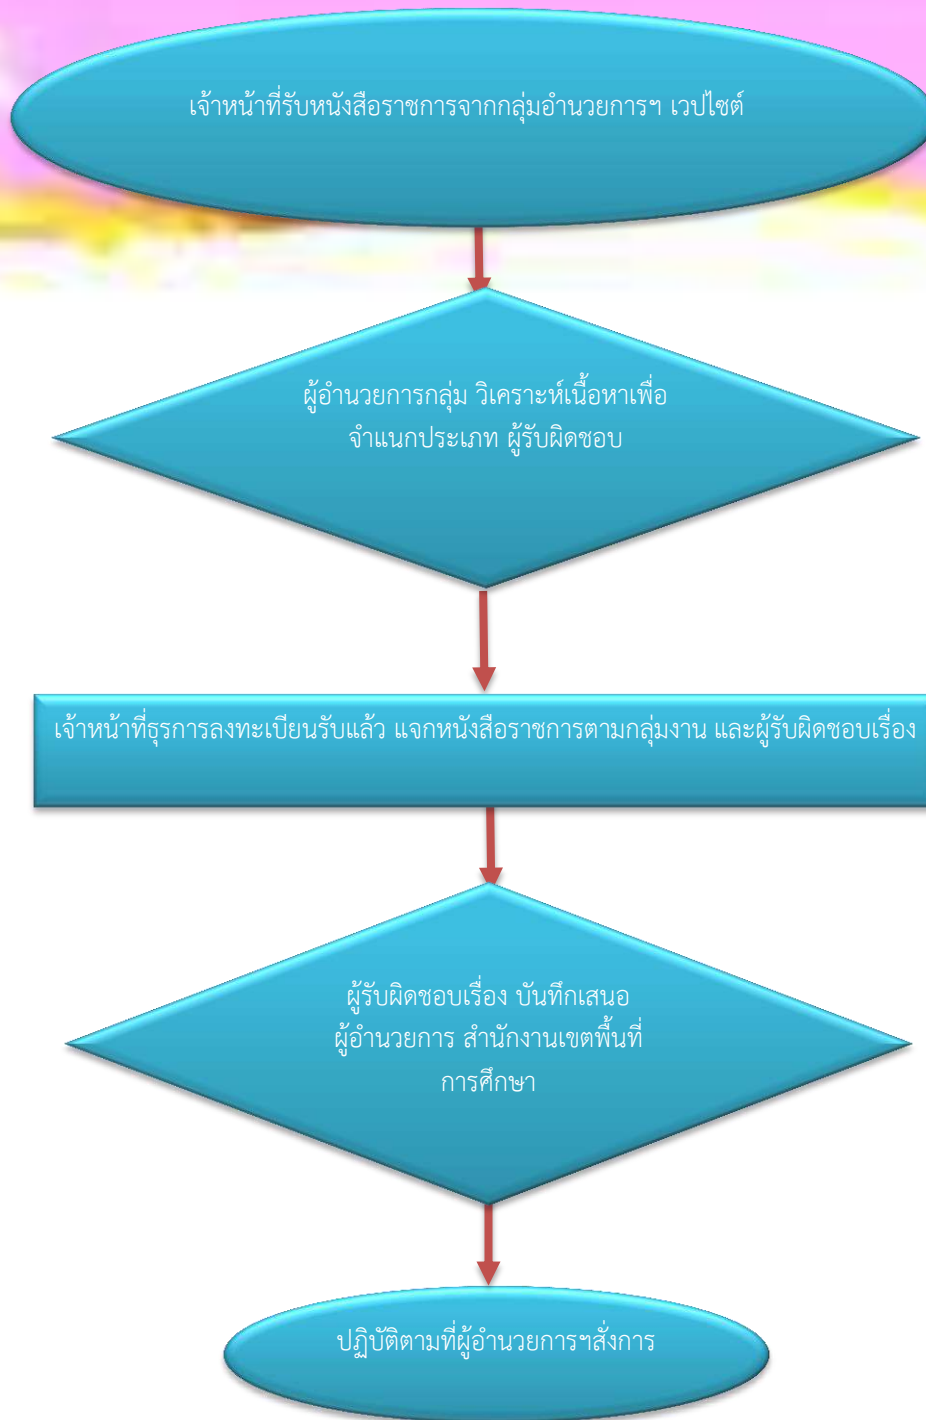 เจ้าหน้าที่รับหนังสือราชการจากกลุ่มอำนวยการฯ เวปไซต์
ผู้อำนวยการกลุ่ม วิเคราะห์เนื้อหาเพื่อ
จำแนกประเภท ผู้รับผิดชอบ
เจ้าหน้าที่ธุรการลงทะเบียนรับแล้ว แจกหนังสือราชการตามกลุ่มงาน และผู้รับผิดชอบเรื่อง
ผู้รับผิดชอบเรื่อง บันทึกเสนอ
ผู้อำนวยการ สำนักงานเขตพื้นที่
การศึกษา
ปฏิบัติตามที่ผู้อำนวยการฯสั่งการ